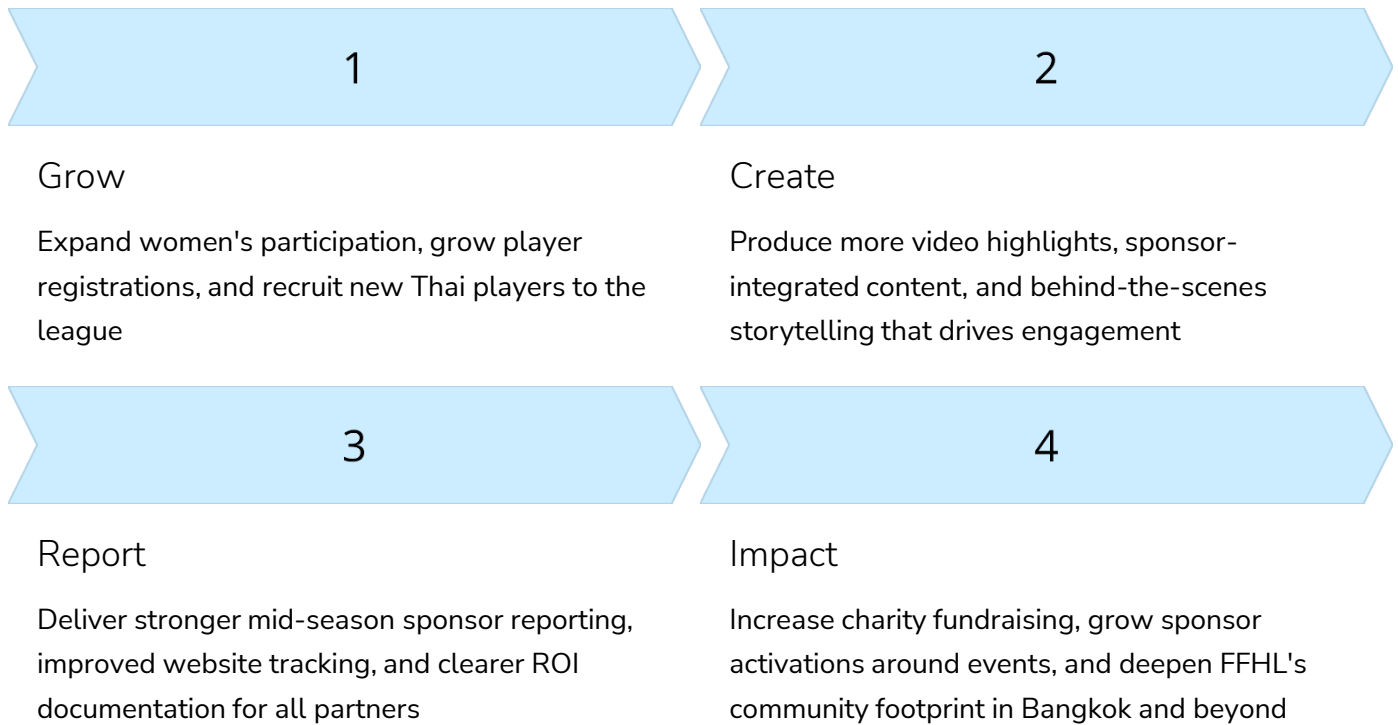 1
Grow
Expand women's participation, grow player
registrations, and recruit new Thai players to the
league
2
Create
Produce more video highlights, sponsor-
integrated content, and behind-the-scenes
storytelling that drives engagement
3
Report
Deliver stronger mid-season sponsor reporting,
improved website tracking, and clearer ROI
documentation for all partners
4
Impact
Increase charity fundraising, grow sponsor
activations around events, and deepen FFHL's
community footprint in Bangkok and beyond